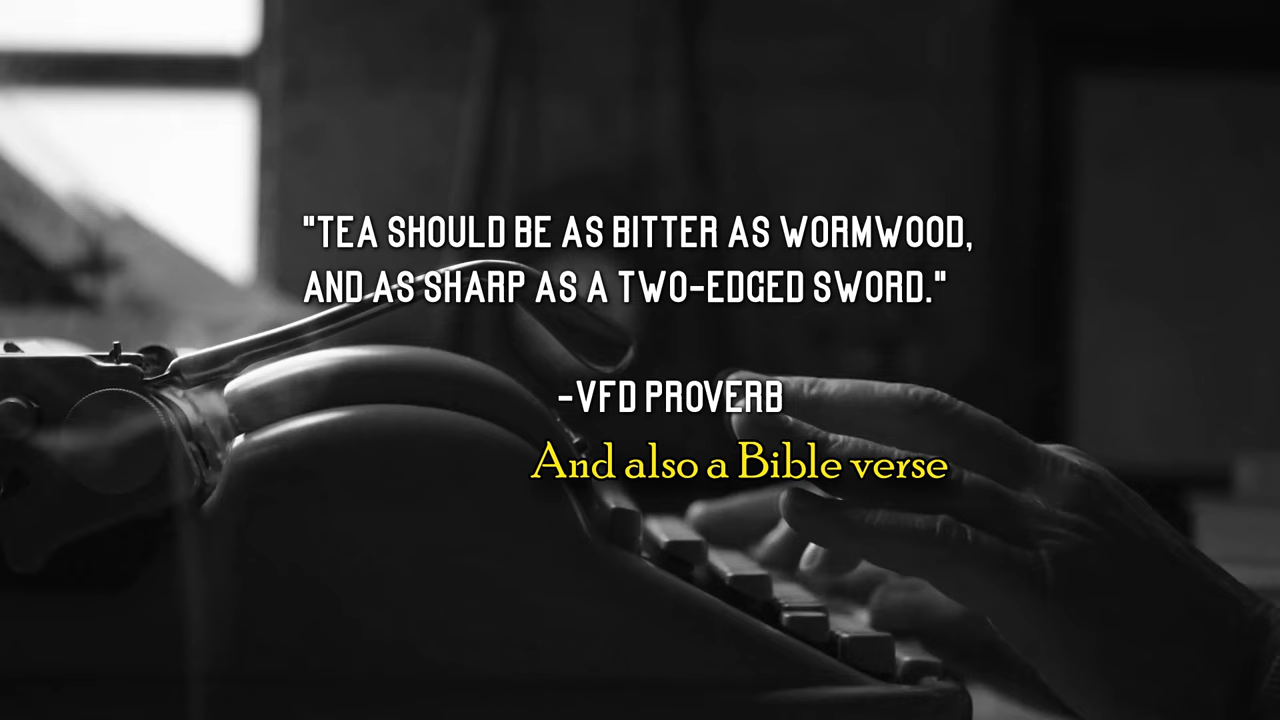 "TEA SHOULD BE AS BITTER AS WORMWOOD,
AND AS SHARP AS A TWO-EDGED SWORD."
-VFD PROVERB
And also a Bible verse